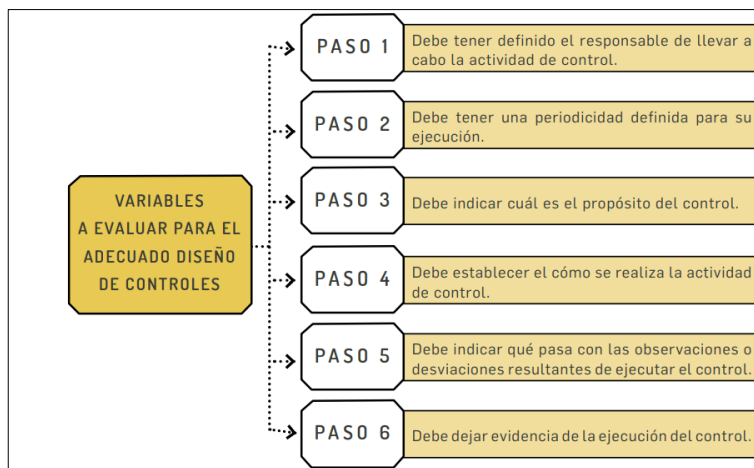 VARIABLES
A EVALUAR PARA EL
ADECUADO DISEÑO
DE CONTROLES
PASO 1
Debe tener definido el responsable de llevar a
cabo la actividad de control.
PASO 2
Debe tener una periodicidad definida para su
ejecución.
PASO 3
Debe indicar cuál es el propósito del control.
PASO 4
Debe establecer el cómo se realiza la actividad
de control.
PASO 5
Debe indicar qué pasa con las observaciones o
desviaciones resultantes de ejecutar el control.
PASO 6
Debe dejar evidencia de la ejecución del control.